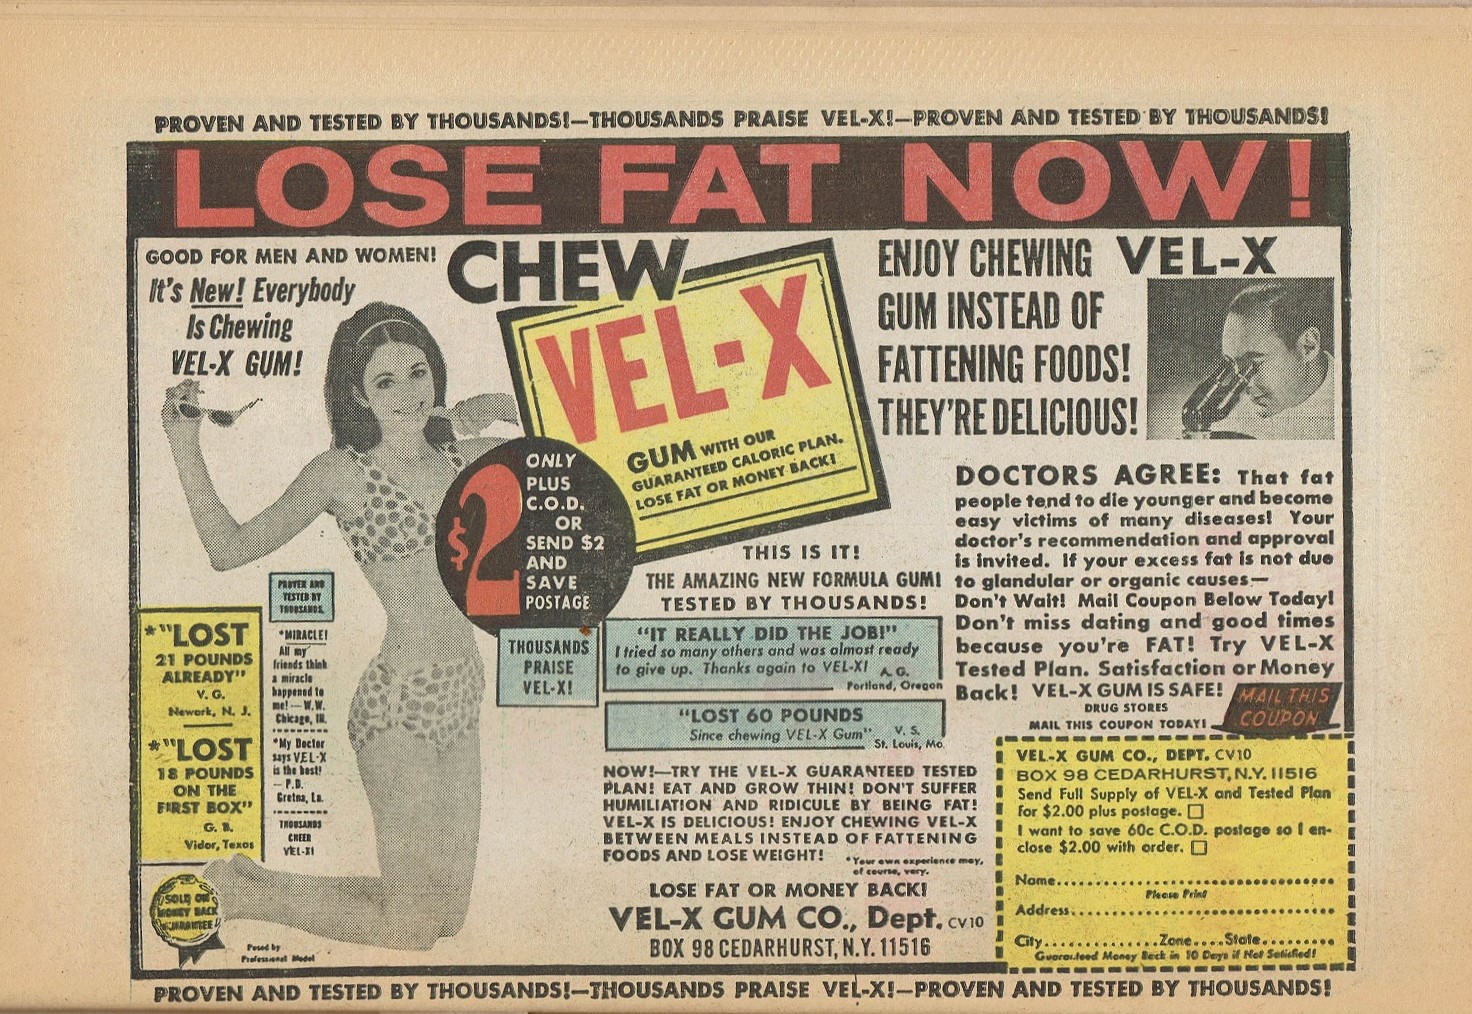 PROVEN AND TESTED BY THOUSANDS!—THOUSANDS PRAISE VEL-X!—PROVEN AND TESTED BY THOUSANDS!
LOSE FAT NOW!
GOOD FOR MEN AND WOMEN!
It's New! Everybody
Is Chewing
VEL-X GUM!
CHEW
VEL-X
GUM WITH OUR
GUARANTEED CALORIC PLAN.
LOSE FAT OR MONEY BACK!
$2
ONLY
PLUS
C.O.D.
OR
SEND $2
AND
SAVE
POSTAGE
ENJOY CHEWING VEL-X
GUM INSTEAD OF
FATTENING FOODS!
THEY'RE DELICIOUS!
DOCTORS AGREE: That fat
people tend to die younger and become
easy victims of many diseases! Your
doctor's recommendation and approval
is invited. If your excess fat is not due
to glandular or organic causes—
Don't Wait! Mail Coupon Below Today!
Don't miss dating and good times
because you're FAT! Try VEL-X
Tested Plan. Satisfaction or Money
Back! VEL-X GUM IS SAFE!
DRUG STORES
MAIL THIS COUPON TODAY!
MAIL THIS
COUPON
THIS IS IT!
THE AMAZING NEW FORMULA GUM!
TESTED BY THOUSANDS!
THOUSANDS
PRAISE
VEL-X!
"IT REALLY DID THE JOB!"
I tried so many others and was almost ready
to give up. Thanks again to VEL-X!
A. G.
Portland, Oregon
"LOST 60 POUNDS
Since chewing VEL-X Gum"
V. S.
St. Louis, Mo.
PROVEN AND
TESTED BY
THOUSANDS.
*"LOST
21 POUNDS
ALREADY"
V. G.
Newark, N. J.
*"LOST
18 POUNDS
ON THE
FIRST BOX"
G. B.
Vidor, Texas
"MIRACLE!
All my
friends think
a miracle
happened to
me! — W.W.
Chicago, Ill.
"My Doctor
says VEL-X
is the best!
— P.D.
Gretna, La.
THOUSANDS
CHEER
VEL-X!
SOLD ON
MONEY BACK
GUARANTEE
Posed by
Professional Model
NOW!—TRY THE VEL-X GUARANTEED TESTED
PLAN! EAT AND GROW THIN! DON'T SUFFER
HUMILIATION AND RIDICULE BY BEING FAT!
VEL-X IS DELICIOUS! ENJOY CHEWING VEL-X
BETWEEN MEALS INSTEAD OF FATTENING
FOODS AND LOSE WEIGHT!
*Your own experience may,
of course, vary.
LOSE FAT OR MONEY BACK!
VEL-X GUM CO., Dept. CV10
BOX 98 CEDARHURST, N.Y. 11516
VEL-X GUM CO., DEPT. CV10
BOX 98 CEDARHURST, N.Y. 11516
Send Full Supply of VEL-X and Tested Plan
for $2.00 plus postage.
I want to save 60c C.O.D. postage so I en-
close $2.00 with order.
Name
Please Print
Address
City Zone State
Guaranteed Money Back in 10 Days if Not Satisfied!
PROVEN AND TESTED BY THOUSANDS!—THOUSANDS PRAISE VEL-X!—PROVEN AND TESTED BY THOUSANDS!